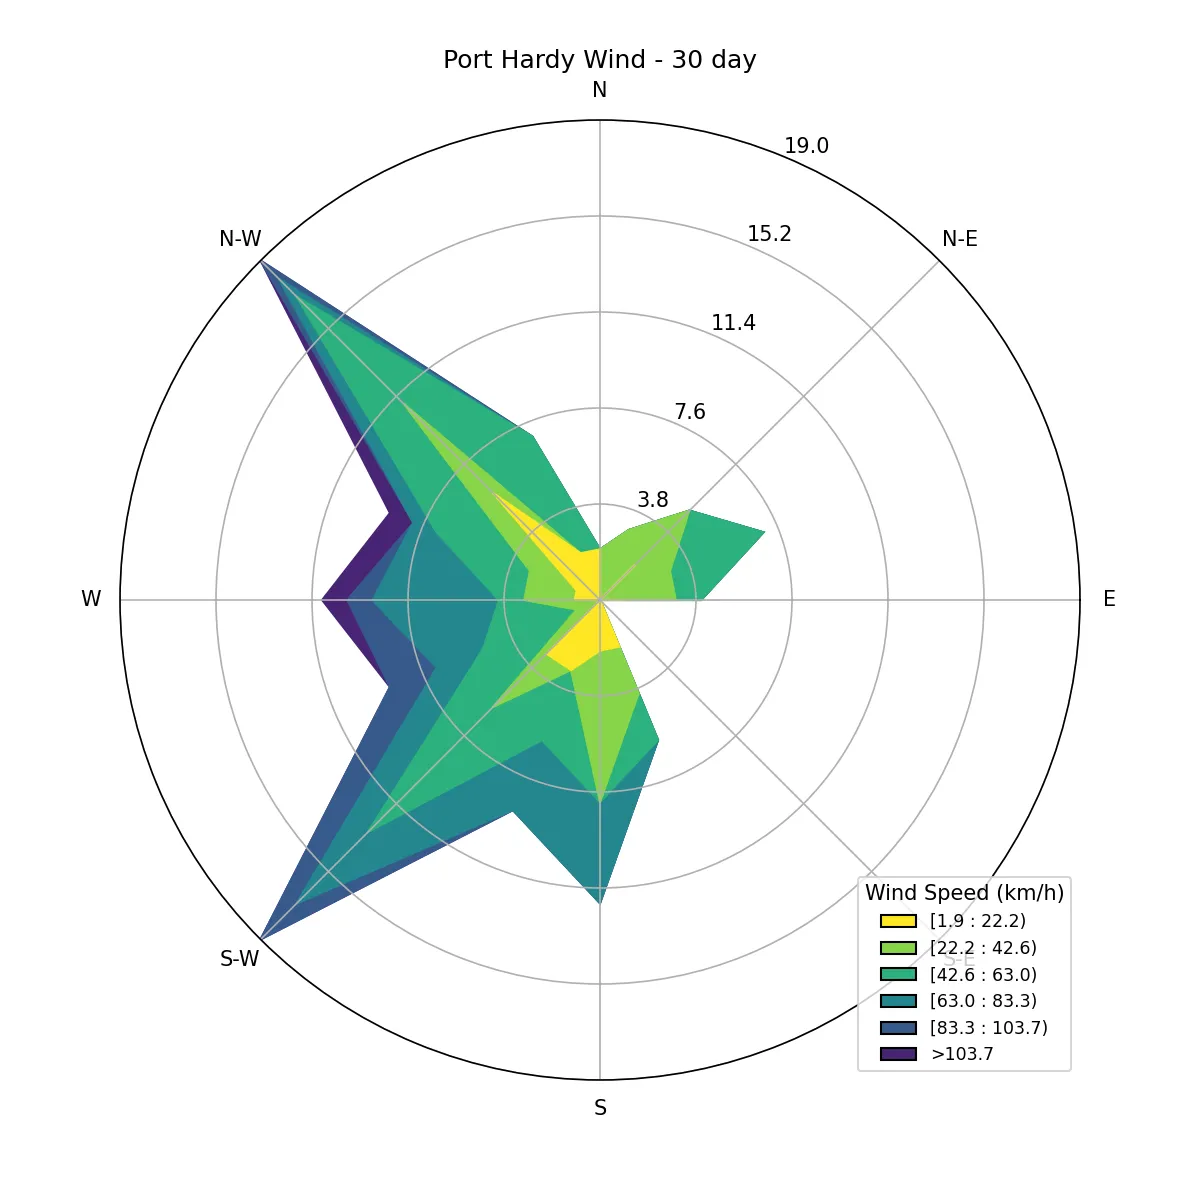 Port Hardy Wind - 30 day
N
19.0
15.2
N-W
N-E
11.4
7.6
3.8
W
E
Wind Speed (km/h)
[1.9 : 22.2)
[22.2 : 42.6)
S-W
S-E
[42.6 : 63.0)
[63.0 : 83.3)
[83.3 : 103.7)
>103.7
S